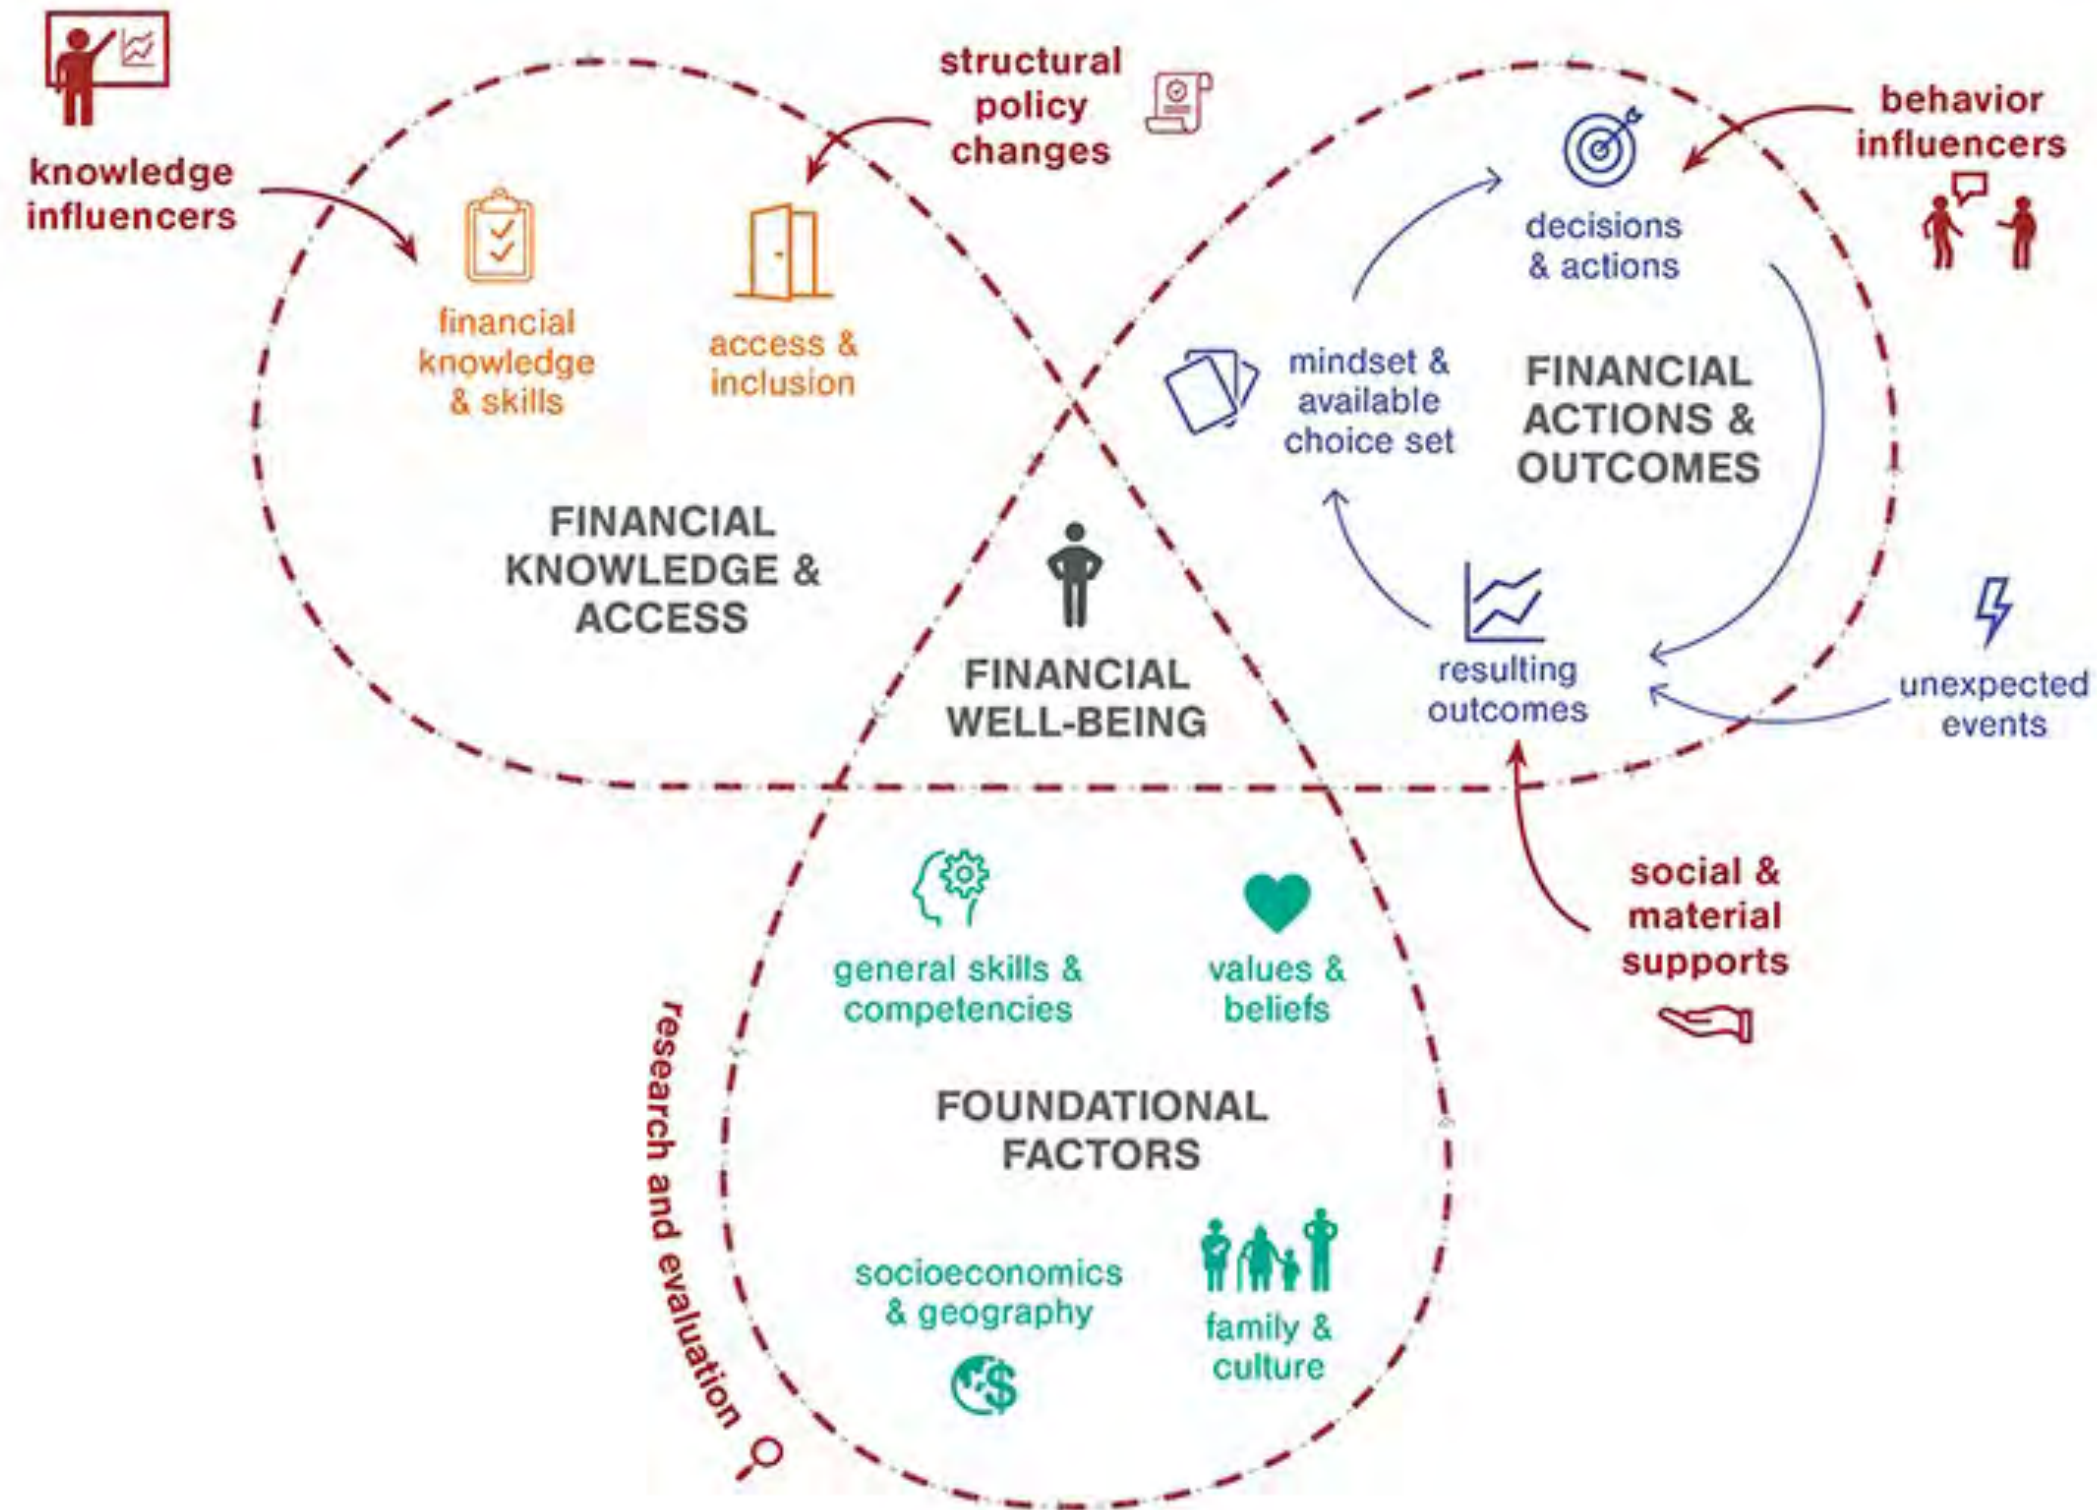 knowledge
influencers
structural
policy
changes
behavior
influencers
financial
knowledge
& skills
access &
inclusion
FINANCIAL
KNOWLEDGE &
ACCESS
decisions
& actions
mindset &
available
choice set
FINANCIAL
ACTIONS &
OUTCOMES
resulting
outcomes
unexpected
events
FINANCIAL
WELL-BEING
social &
material
supports
general skills &
competencies
values &
beliefs
FOUNDATIONAL
FACTORS
socioeconomics
& geography
$
family &
culture
research and evaluation